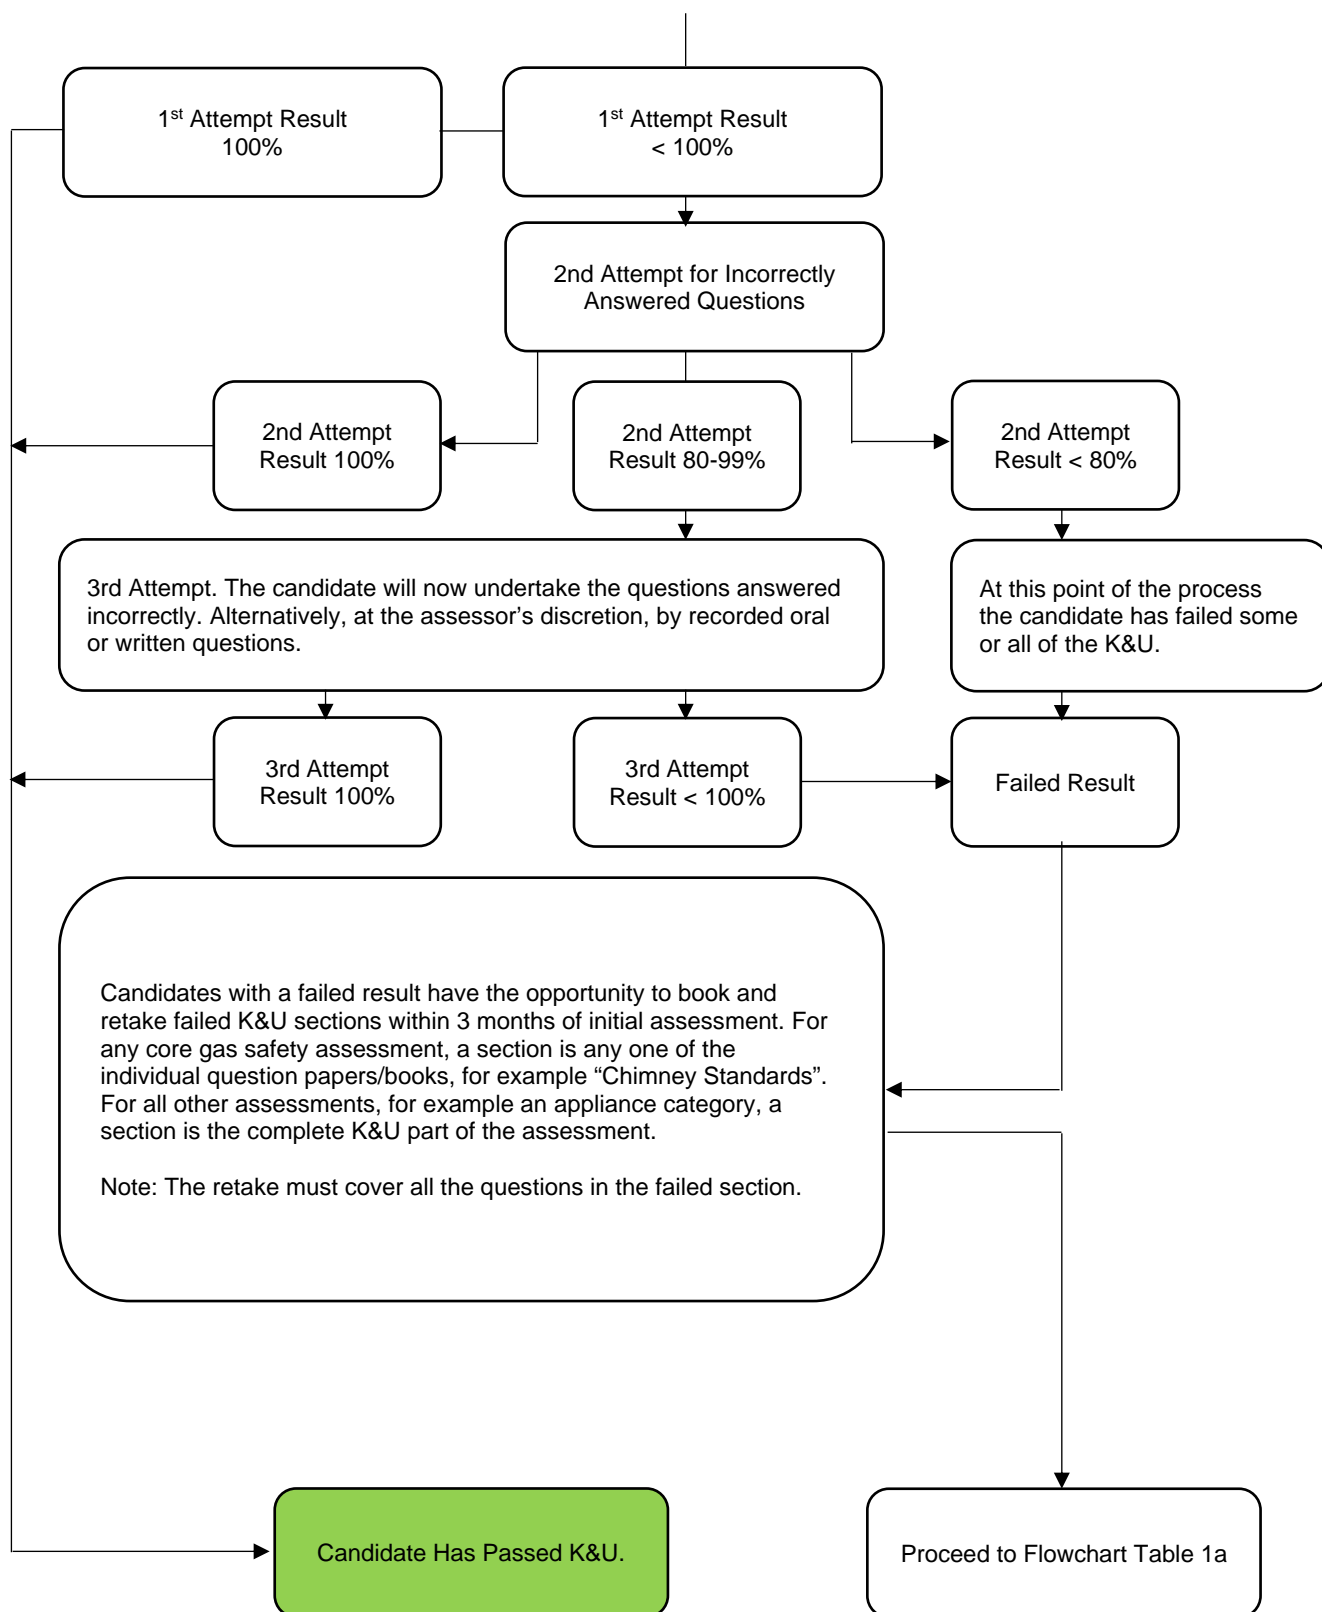 1st Attempt Result
100%
1st Attempt Result
< 100%
2nd Attempt for Incorrectly
Answered Questions
2nd Attempt
Result 100%
2nd Attempt
Result 80-99%
2nd Attempt
Result < 80%
3rd Attempt. The candidate will now undertake the questions answered
incorrectly. Alternatively, at the assessor’s discretion, by recorded oral
or written questions.
At this point of the process
the candidate has failed some
or all of the K&U.
3rd Attempt
Result 100%
3rd Attempt
Result < 100%
Failed Result
Candidates with a failed result have the opportunity to book and
retake failed K&U sections within 3 months of initial assessment. For
any core gas safety assessment, a section is any one of the
individual question papers/books, for example “Chimney Standards”.
For all other assessments, for example an appliance category, a
section is the complete K&U part of the assessment.
Note: The retake must cover all the questions in the failed section.
Candidate Has Passed K&U.
Proceed to Flowchart Table 1a